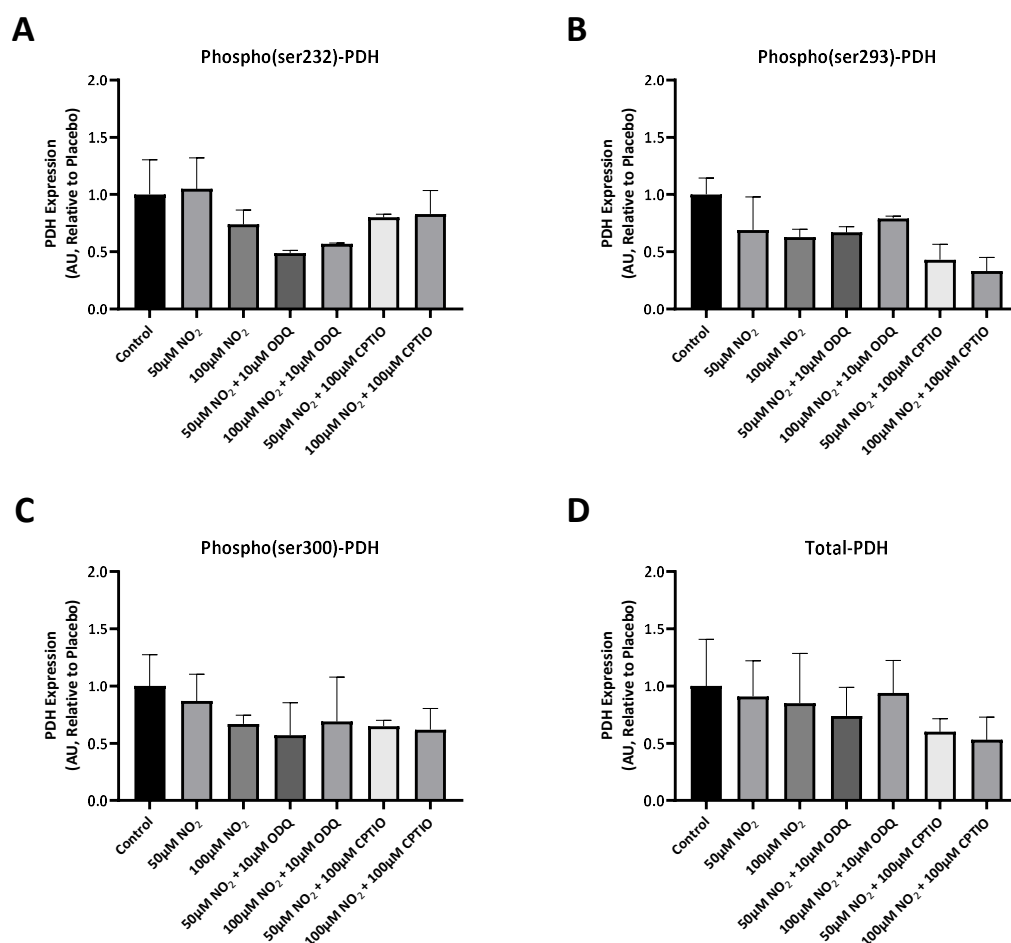 A
Phospho(ser232)-PDH
PDH Expression
(AU, Relative to Placebo)
2.0
1.5
1.0
0.5
0.0
Control
50µM NO₂
100µM NO₂
50µM NO₂ + 10µM ODQ
100µM NO₂ + 10µM ODQ
50µM NO₂ + 100µM CPTIO
100µM NO₂ + 100µM CPTIO
B
Phospho(ser293)-PDH
PDH Expression
(AU, Relative to Placebo)
2.0
1.5
1.0
0.5
0.0
Control
50µM NO₂
100µM NO₂
50µM NO₂ + 10µM ODQ
100µM NO₂ + 10µM ODQ
50µM NO₂ + 100µM CPTIO
100µM NO₂ + 100µM CPTIO
C
Phospho(ser300)-PDH
PDH Expression
(AU, Relative to Placebo)
2.0
1.5
1.0
0.5
0.0
Control
50µM NO₂
100µM NO₂
50µM NO₂ + 10µM ODQ
100µM NO₂ + 10µM ODQ
50µM NO₂ + 100µM CPTIO
100µM NO₂ + 100µM CPTIO
D
Total-PDH
PDH Expression
(AU, Relative to Placebo)
2.0
1.5
1.0
0.5
0.0
Control
50µM NO₂
100µM NO₂
50µM NO₂ + 10µM ODQ
100µM NO₂ + 10µM ODQ
50µM NO₂ + 100µM CPTIO
100µM NO₂ + 100µM CPTIO